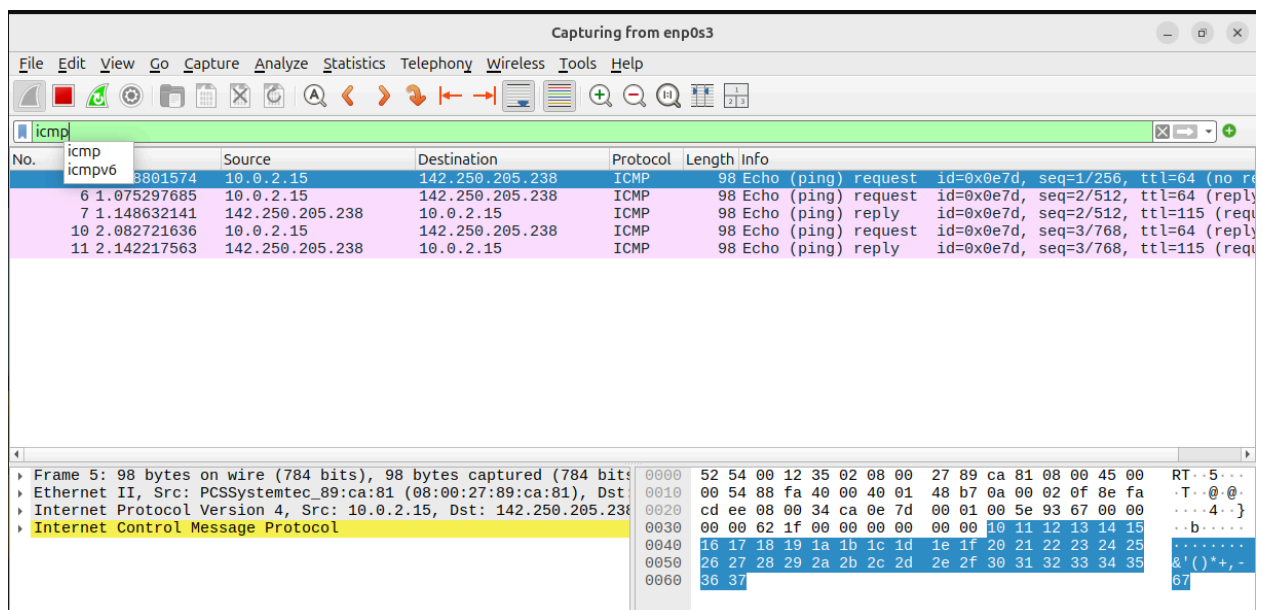 Capturing from enp0s3
File Edit View Go Capture Analyze Statistics Telephony Wireless Tools Help
icmp
icmp
icmpv6
No. Source Destination Protocol Length Info
8801574 10.0.2.15 142.250.205.238 ICMP 98 Echo (ping) request id=0x0e7d, seq=1/256, ttl=64 (no re
6 1.075297685 10.0.2.15 142.250.205.238 ICMP 98 Echo (ping) request id=0x0e7d, seq=2/512, ttl=64 (reply
7 1.148632141 142.250.205.238 10.0.2.15 ICMP 98 Echo (ping) reply id=0x0e7d, seq=2/512, ttl=115 (requ
10 2.082721636 10.0.2.15 142.250.205.238 ICMP 98 Echo (ping) request id=0x0e7d, seq=3/768, ttl=64 (reply
11 2.142217563 142.250.205.238 10.0.2.15 ICMP 98 Echo (ping) reply id=0x0e7d, seq=3/768, ttl=115 (requ
Frame 5: 98 bytes on wire (784 bits), 98 bytes captured (784 bits
Ethernet II, Src: PCSSystemtec_89:ca:81 (08:00:27:89:ca:81), Dst:
Internet Protocol Version 4, Src: 10.0.2.15, Dst: 142.250.205.238
Internet Control Message Protocol
0000 52 54 00 12 35 02 08 00 27 89 ca 81 08 00 45 00 RT··5···
0010 00 54 88 fa 40 00 40 01 48 b7 0a 00 02 0f 8e fa ·T··@·@·
0020 cd ee 08 00 34 ca 0e 7d 00 01 00 5e 93 67 00 00 ····4··}
0030 00 00 62 1f 00 00 00 00 00 00 10 11 12 13 14 15 ··b·····
0040 16 17 18 19 1a 1b 1c 1d 1e 1f 20 21 22 23 24 25 ········
0050 26 27 28 29 2a 2b 2c 2d 2e 2f 30 31 32 33 34 35 &'()*+,-
0060 36 37 67